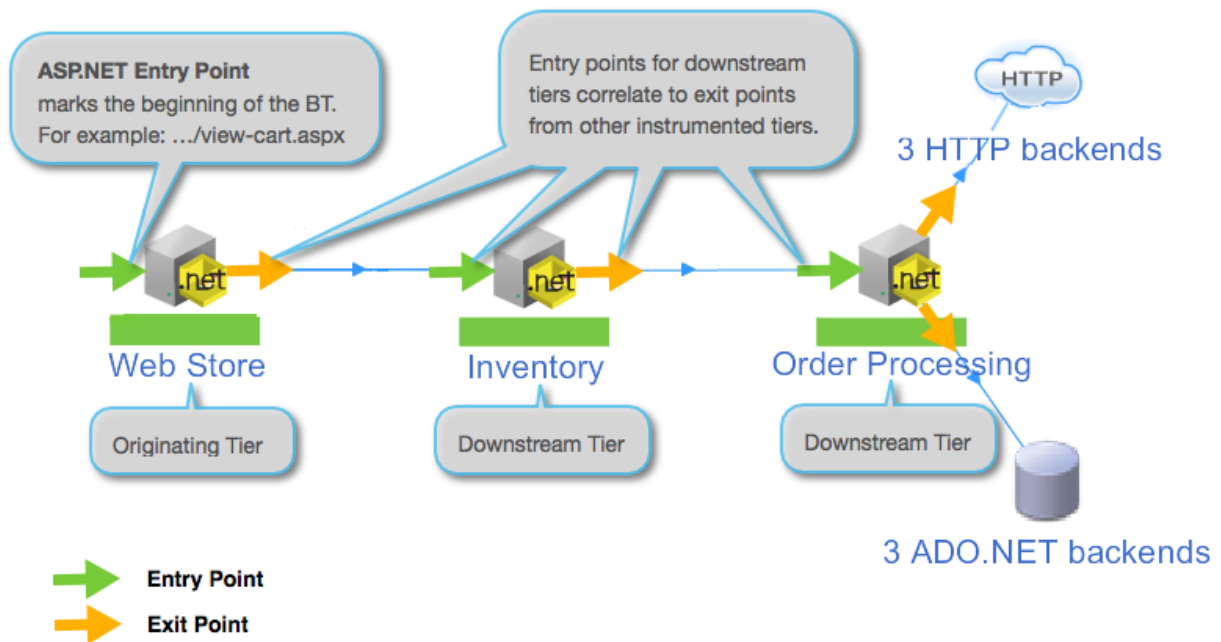 ASP.NET Entry Point
marks the beginning of the BT.
For example: …/view-cart.aspx
Entry points for downstream
tiers correlate to exit points
from other instrumented tiers.
HTTP
3 HTTP backends
.net
.net
.net
Web Store
Inventory
Order Processing
Originating Tier
Downstream Tier
Downstream Tier
3 ADO.NET backends
Entry Point
Exit Point